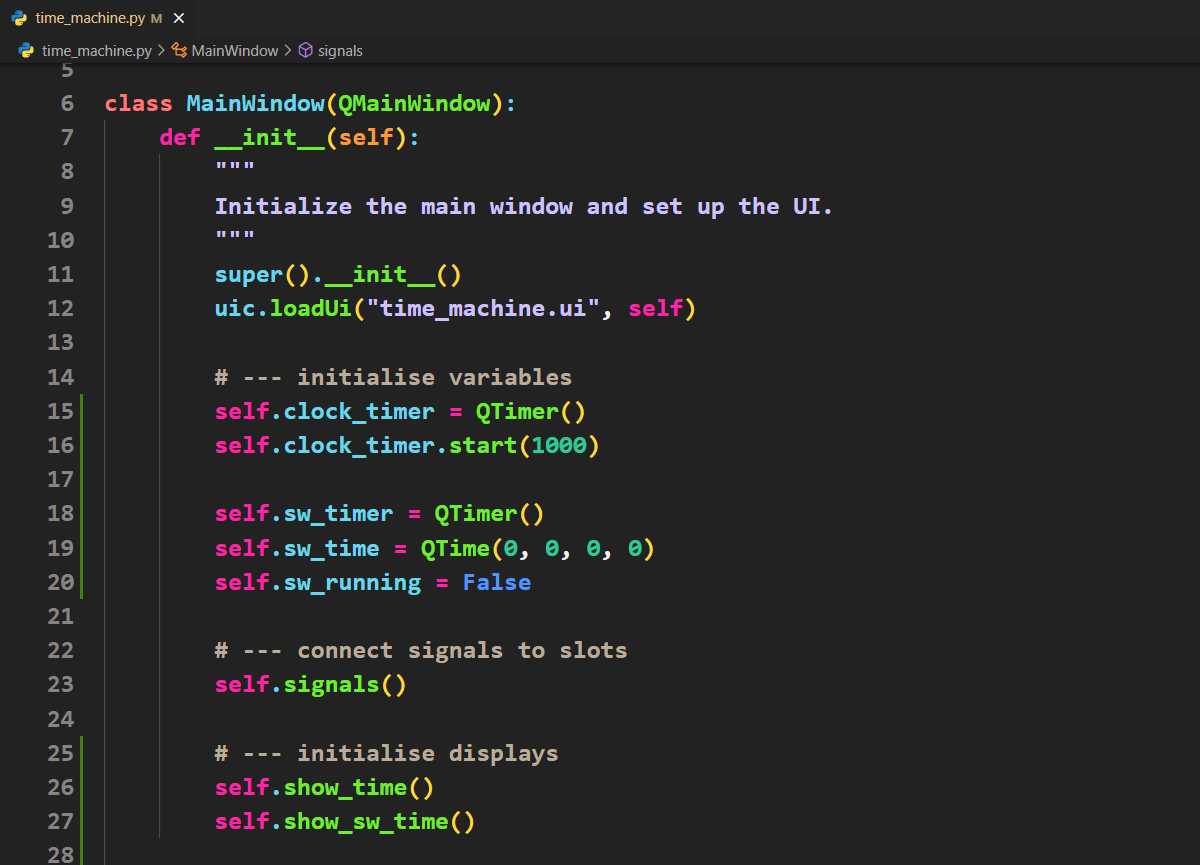 time_machine.py M ×
time_machine.py > MainWindow > signals
5
6 class MainWindow(QMainWindow):
7     def __init__(self):
8         """
9         Initialize the main window and set up the UI.
10         """
11         super().__init__()
12         uic.loadUi("time_machine.ui", self)
13
14         # --- initialise variables
15         self.clock_timer = QTimer()
16         self.clock_timer.start(1000)
17
18         self.sw_timer = QTimer()
19         self.sw_time = QTime(0, 0, 0, 0)
20         self.sw_running = False
21
22         # --- connect signals to slots
23         self.signals()
24
25         # --- initialise displays
26         self.show_time()
27         self.show_sw_time()
28